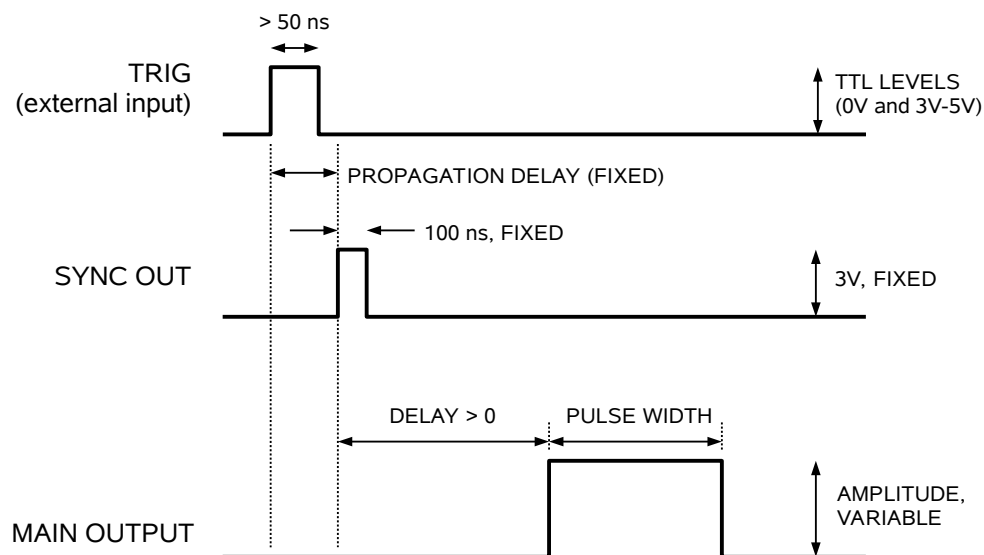 > 50 ns
TRIG
(external input)
TTL LEVELS
(0V and 3V-5V)
PROPAGATION DELAY (FIXED)
100 ns, FIXED
SYNC OUT
3V, FIXED
DELAY > 0
PULSE WIDTH
MAIN OUTPUT
AMPLITUDE,
VARIABLE